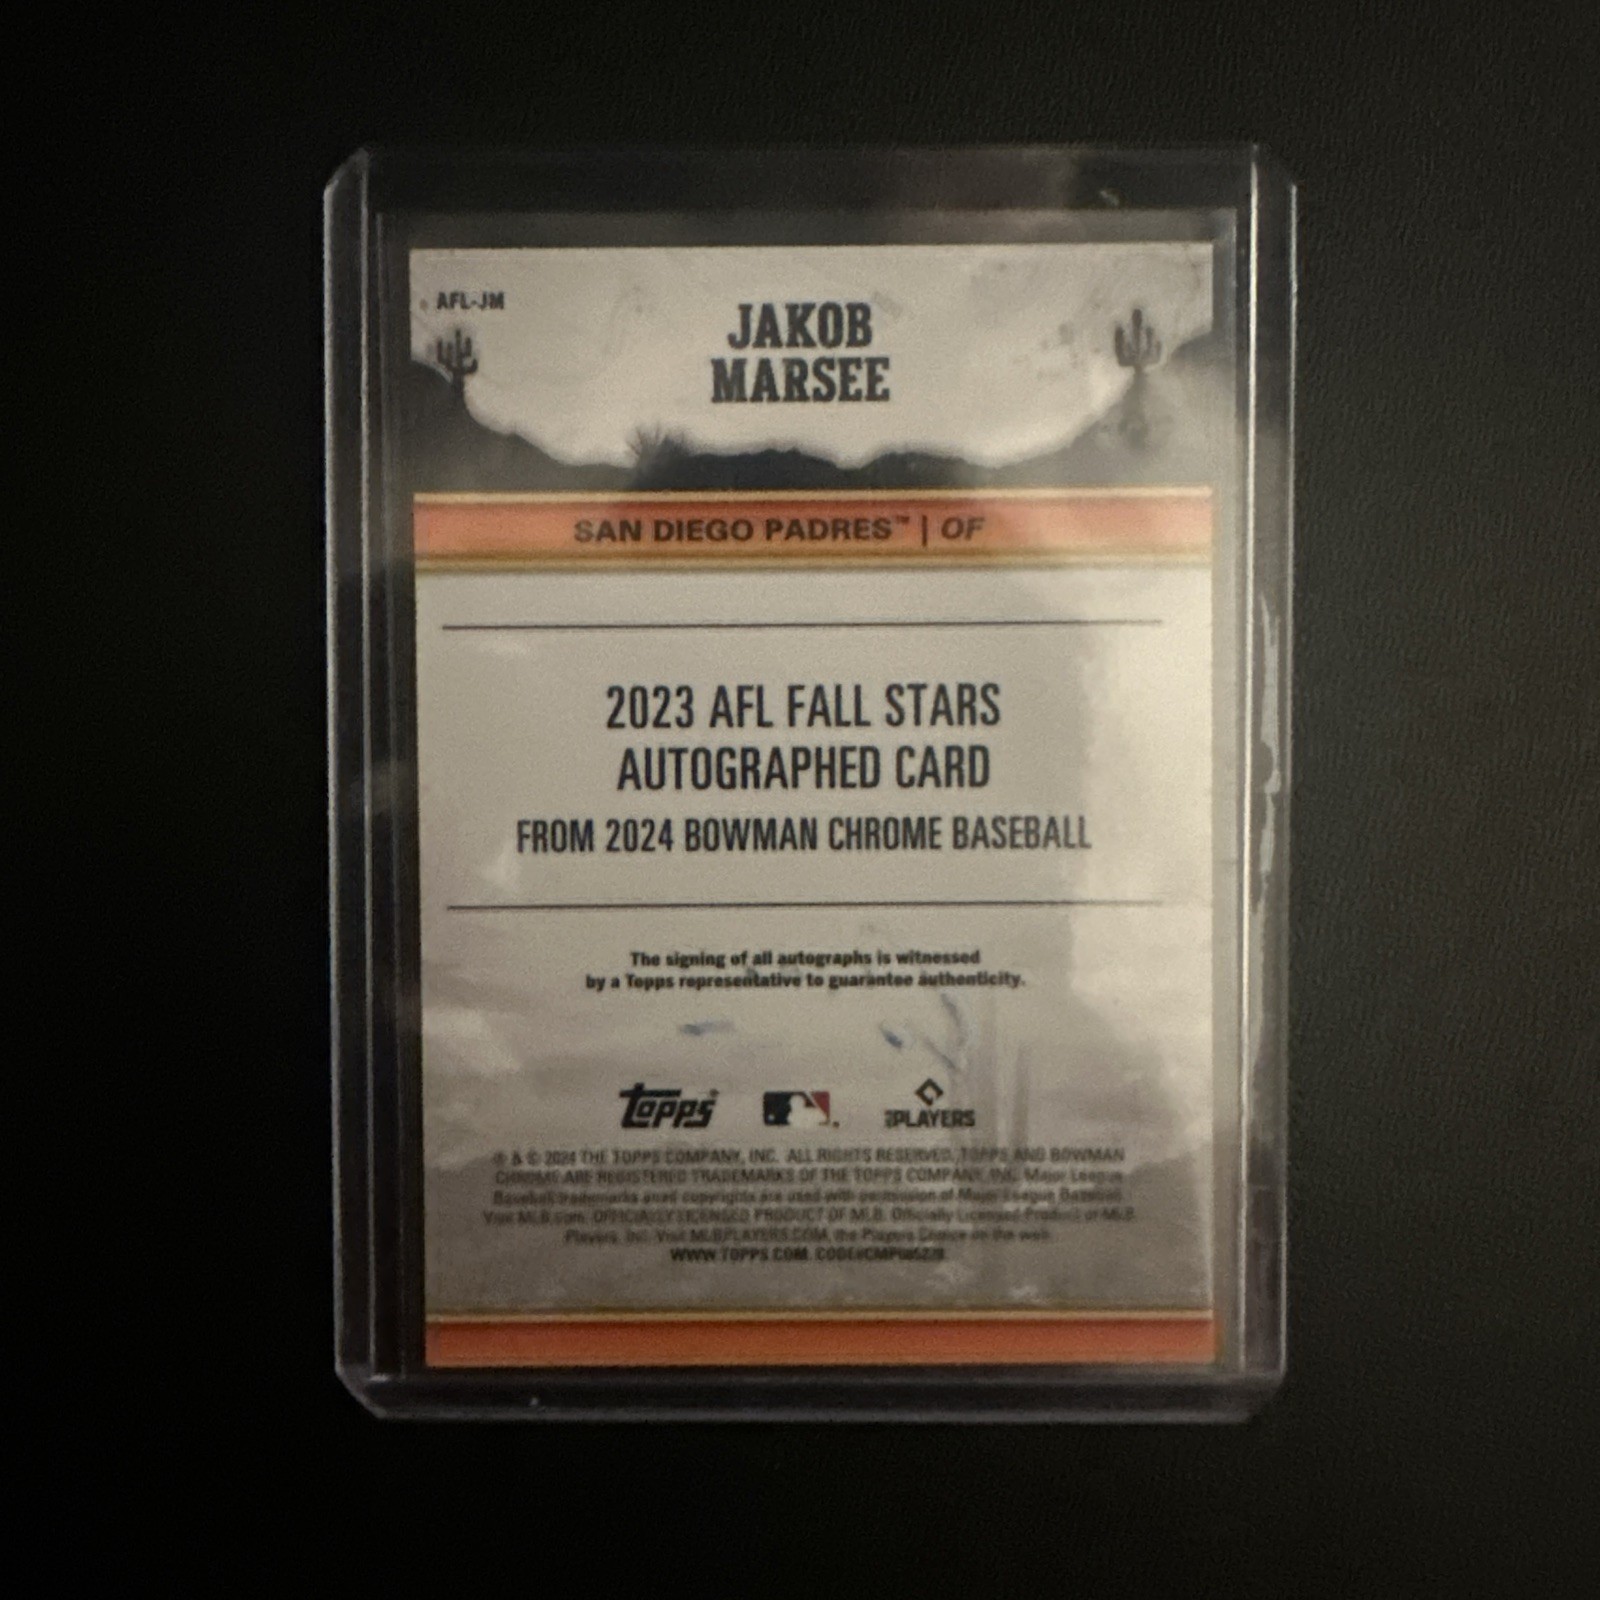 AFL-JM
JAKOB
MARSEE
SAN DIEGO PADRES™ | OF
2023 AFL FALL STARS
AUTOGRAPHED CARD
FROM 2024 BOWMAN CHROME BASEBALL
The signing of all autographs is witnessed
by a Topps representative to guarantee authenticity.
topps
PLAYERS
® & © 2024 THE TOPPS COMPANY, INC. ALL RIGHTS RESERVED. TOPPS AND BOWMAN
CHROME ARE REGISTERED TRADEMARKS OF THE TOPPS COMPANY, INC. Major League
Baseball trademarks and copyrights are used with permission of Major League Baseball.
Visit MLB.com. OFFICIALLY LICENSED PRODUCT OF MLB. Officially Licensed Product of MLB
Players, Inc. Visit MLBPLAYERS.COM, the Players Choice on the web.
WWW.TOPPS.COM